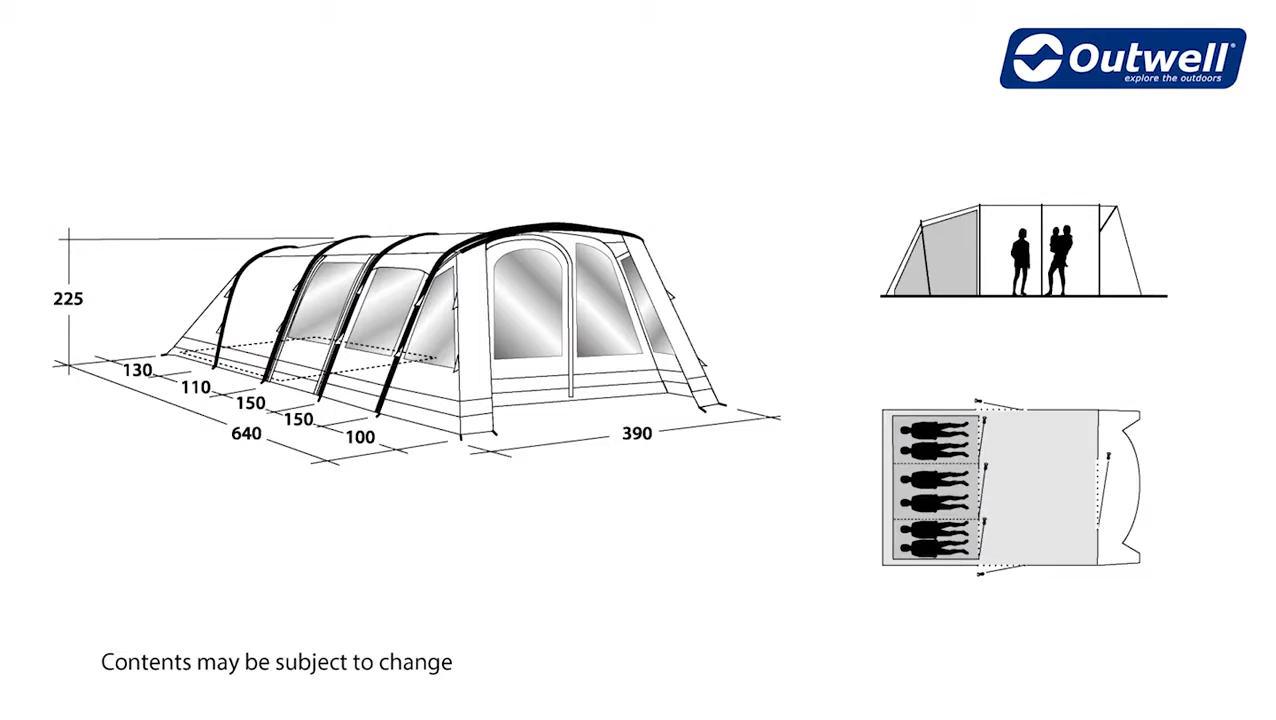 Outwell®
explore the outdoors
225
130
110
150
150
100
640
390
Contents may be subject to change